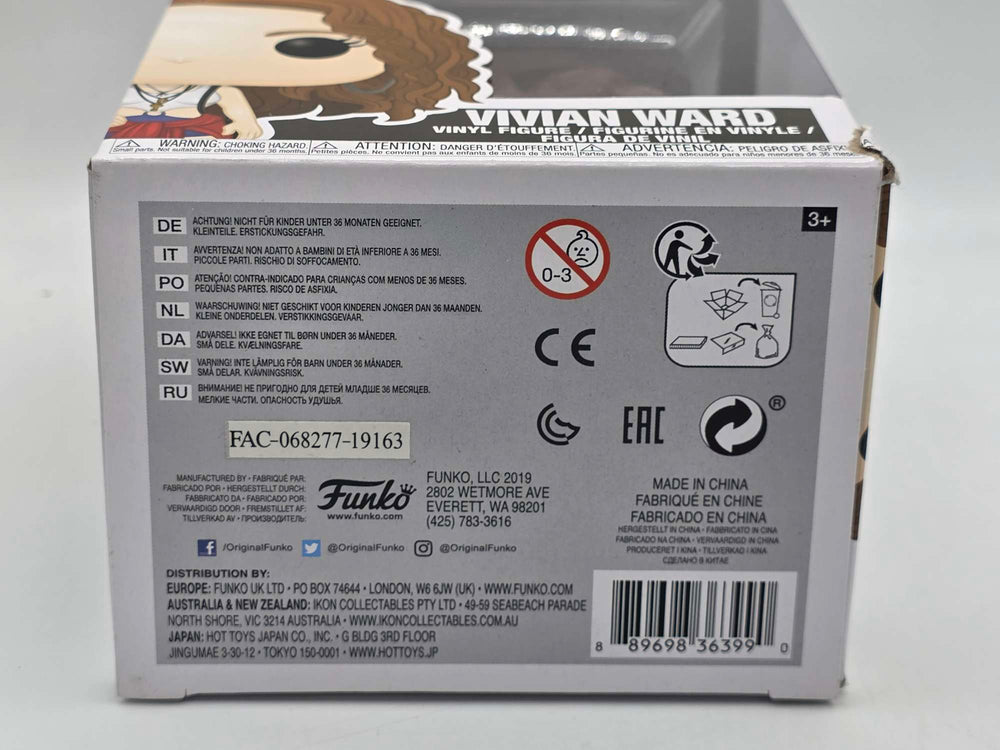 VIVIAN WARD
VINYL FIGURE / FIGURINE EN VINYLE /
FIGURA DE VINIL
WARNING: CHOKING HAZARD.
Small parts. Not suitable for children under 36 months.
ATTENTION: DANGER D'ÉTOUFFEMENT
Petites pièces. Ne convient pas aux enfants de moins de 36 mois.
ADVERTENCIA: PELIGRO DE ASFIX
Partes pequeñas. No es adecuado para niños menores de 36
3+
DE ACHTUNG! NICHT FÜR KINDER UNTER 36 MONATEN GEEIGNET.
KLEINTEILE. ERSTICKUNGSGEFAHR.
IT AVVERTENZA! NON ADATTO A BAMBINI DI ETÀ INFERIORE A 36 MESI.
PICCOLE PARTI. RISCHIO DI SOFFOCAMENTO.
PO ATENÇÃO! CONTRA-INDICADO PARA CRIANÇAS COM MENOS DE 36 MESES.
PEQUENAS PARTES. RISCO DE ASFIXIA.
NL WAARSCHUWING! NIET GESCHIKT VOOR KINDEREN JONGER DAN 36 MAANDEN.
KLEINE ONDERDELEN. VERSTIKKINGSGEVAAR.
DA ADVARSEL! IKKE EGNET TIL BØRN UNDER 36 MÅNEDER.
SMÅ DELE. KVÆLNINGSFARE.
SW VARNING! INTE LÄMPLIG FÖR BARN UNDER 36 MÅNADER.
SMÅ DELAR. KVÄVNINGSRISK.
RU ВНИМАНИЕ! НЕ ПРИГОДНО ДЛЯ ДЕТЕЙ МЛАДШЕ 36 МЕСЯЦЕВ.
МЕЛКИЕ ЧАСТИ. ОПАСНОСТЬ УДУШЬЯ.
0-3
CE
EAC
®
FAC-068277-19163
MANUFACTURED BY • FABRIQUÉ PAR:
FABRICADO POR • HERGESTELLT DURCH:
FABBRICATO DA • FABRICADO POR:
VERVAARDIGD DOOR • FREMSTILLET AF:
TILLVERKAD AV • ПРОИЗВОДИТЕЛЬ:
Funko
www.funko.com
FUNKO, LLC 2019
2802 WETMORE AVE
EVERETT, WA 98201
(425) 783-3616
MADE IN CHINA
FABRIQUÉ EN CHINE
FABRICADO EN CHINA
HERGESTELLT IN CHINA • FABBRICATO IN CINA
FABRICADO NA CHINA • VERVAARDIGD IN CHINA
PRODUCERET I KINA • TILLVERKAD I KINA
СДЕЛАНО В КИТАЕ
/OriginalFunko @OriginalFunko @OriginalFunko
DISTRIBUTION BY:
EUROPE: FUNKO UK LTD • PO BOX 74644 • LONDON, W6 6JW (UK) • WWW.FUNKO.COM
AUSTRALIA & NEW ZEALAND: IKON COLLECTABLES PTY LTD • 49-59 SEABEACH PARADE
NORTH SHORE, VIC 3214 AUSTRALIA • WWW.IKONCOLLECTABLES.COM.AU
JAPAN: HOT TOYS JAPAN CO., INC. • G BLDG 3RD FLOOR
JINGUMAE 3-30-12 • TOKYO 150-0001 • WWW.HOTTOYS.JP
8 89698 36399 0